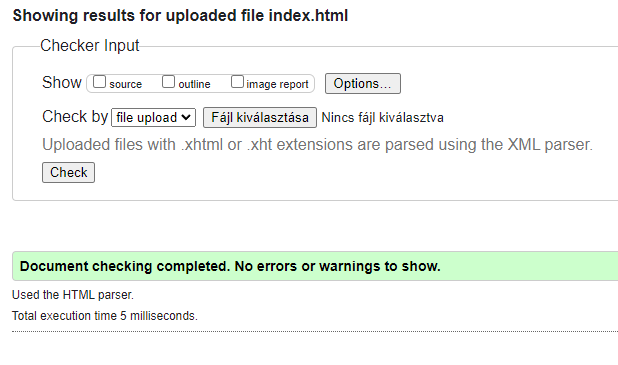 Showing results for uploaded file index.html
Checker Input
Show source outline image report Options...
Check by file upload Fájl kiválasztása Nincs fájl kiválasztva
Uploaded files with .xhtml or .xht extensions are parsed using the XML parser.
Check
Document checking completed. No errors or warnings to show.
Used the HTML parser.
Total execution time 5 milliseconds.